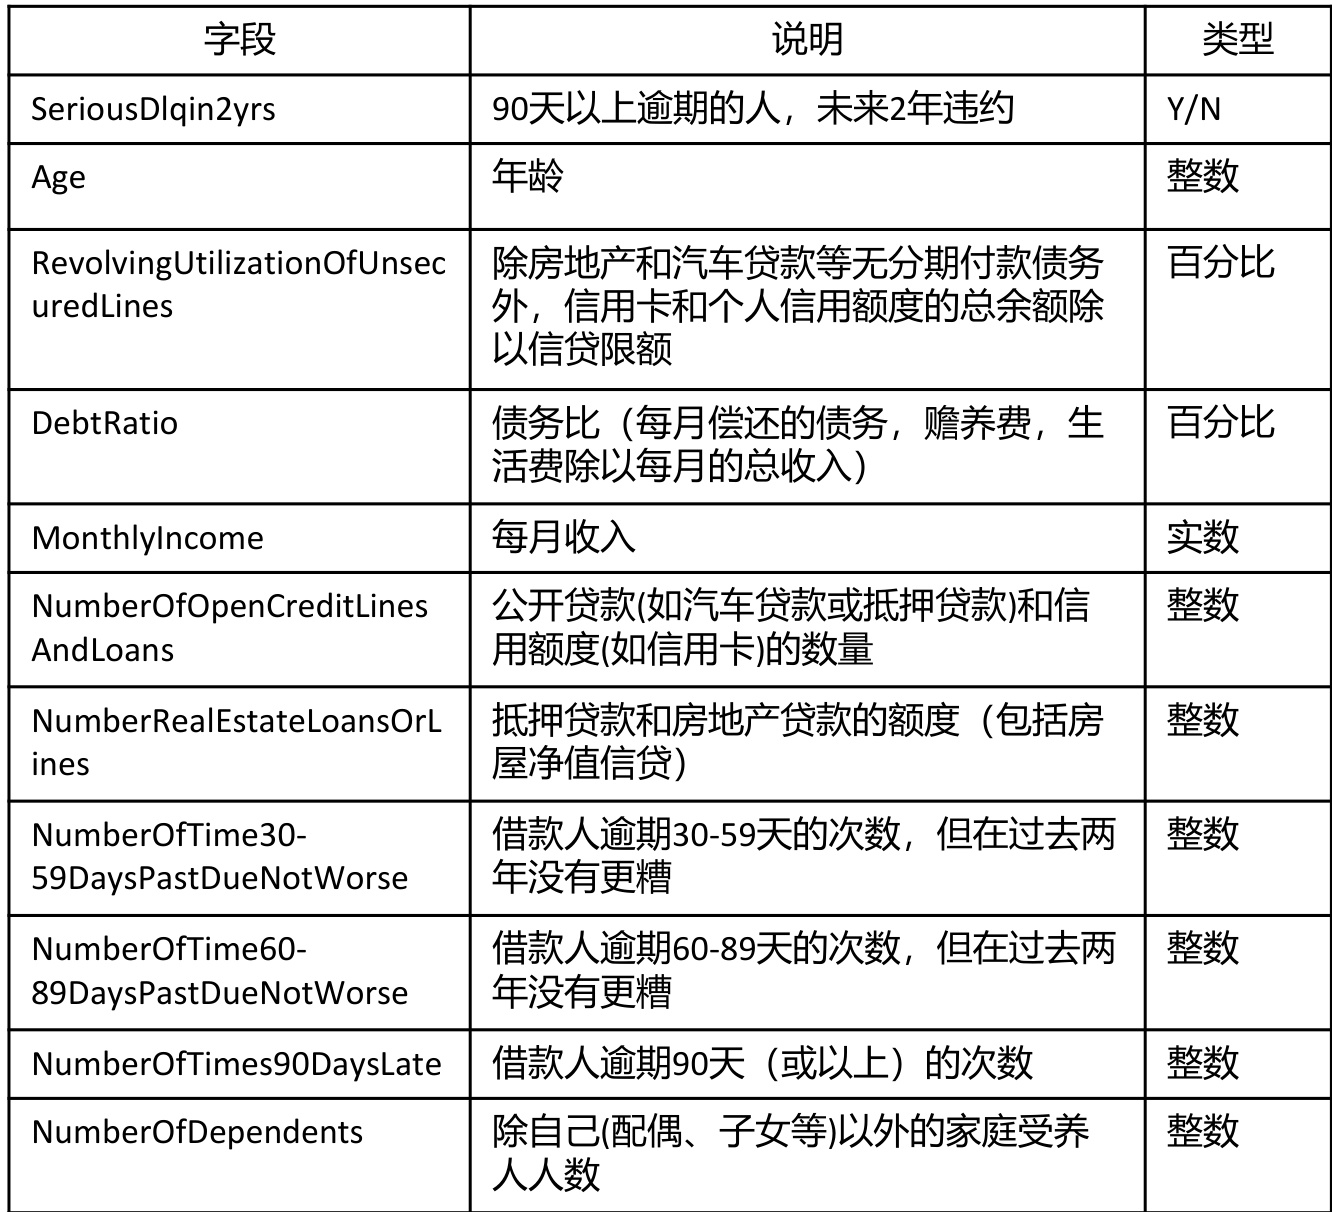 字段 说明 类型
SeriousDlqin2yrs 90天以上逾期的人，未来2年违约 Y/N
Age 年龄 整数
RevolvingUtilizationOfUnsec 除房地产和汽车贷款等无分期付款债务 百分比
uredLines 外，信用卡和个人信用额度的总余额除
以信贷限额
DebtRatio 债务比（每月偿还的债务，赡养费，生 百分比
活费除以每月的总收入）
MonthlyIncome 每月收入 实数
NumberOfOpenCreditLines 公开贷款(如汽车贷款或抵押贷款)和信 整数
AndLoans 用额度(如信用卡)的数量
NumberRealEstateLoansOrL 抵押贷款和房地产贷款的额度（包括房 整数
ines 屋净值信贷）
NumberOfTime30- 借款人逾期30-59天的次数，但在过去两 整数
59DaysPastDueNotWorse 年没有更糟
NumberOfTime60- 借款人逾期60-89天的次数，但在过去两 整数
89DaysPastDueNotWorse 年没有更糟
NumberOfTimes90DaysLate 借款人逾期90天（或以上）的次数 整数
NumberOfDependents 除自己(配偶、子女等)以外的家庭受养 整数
人人数